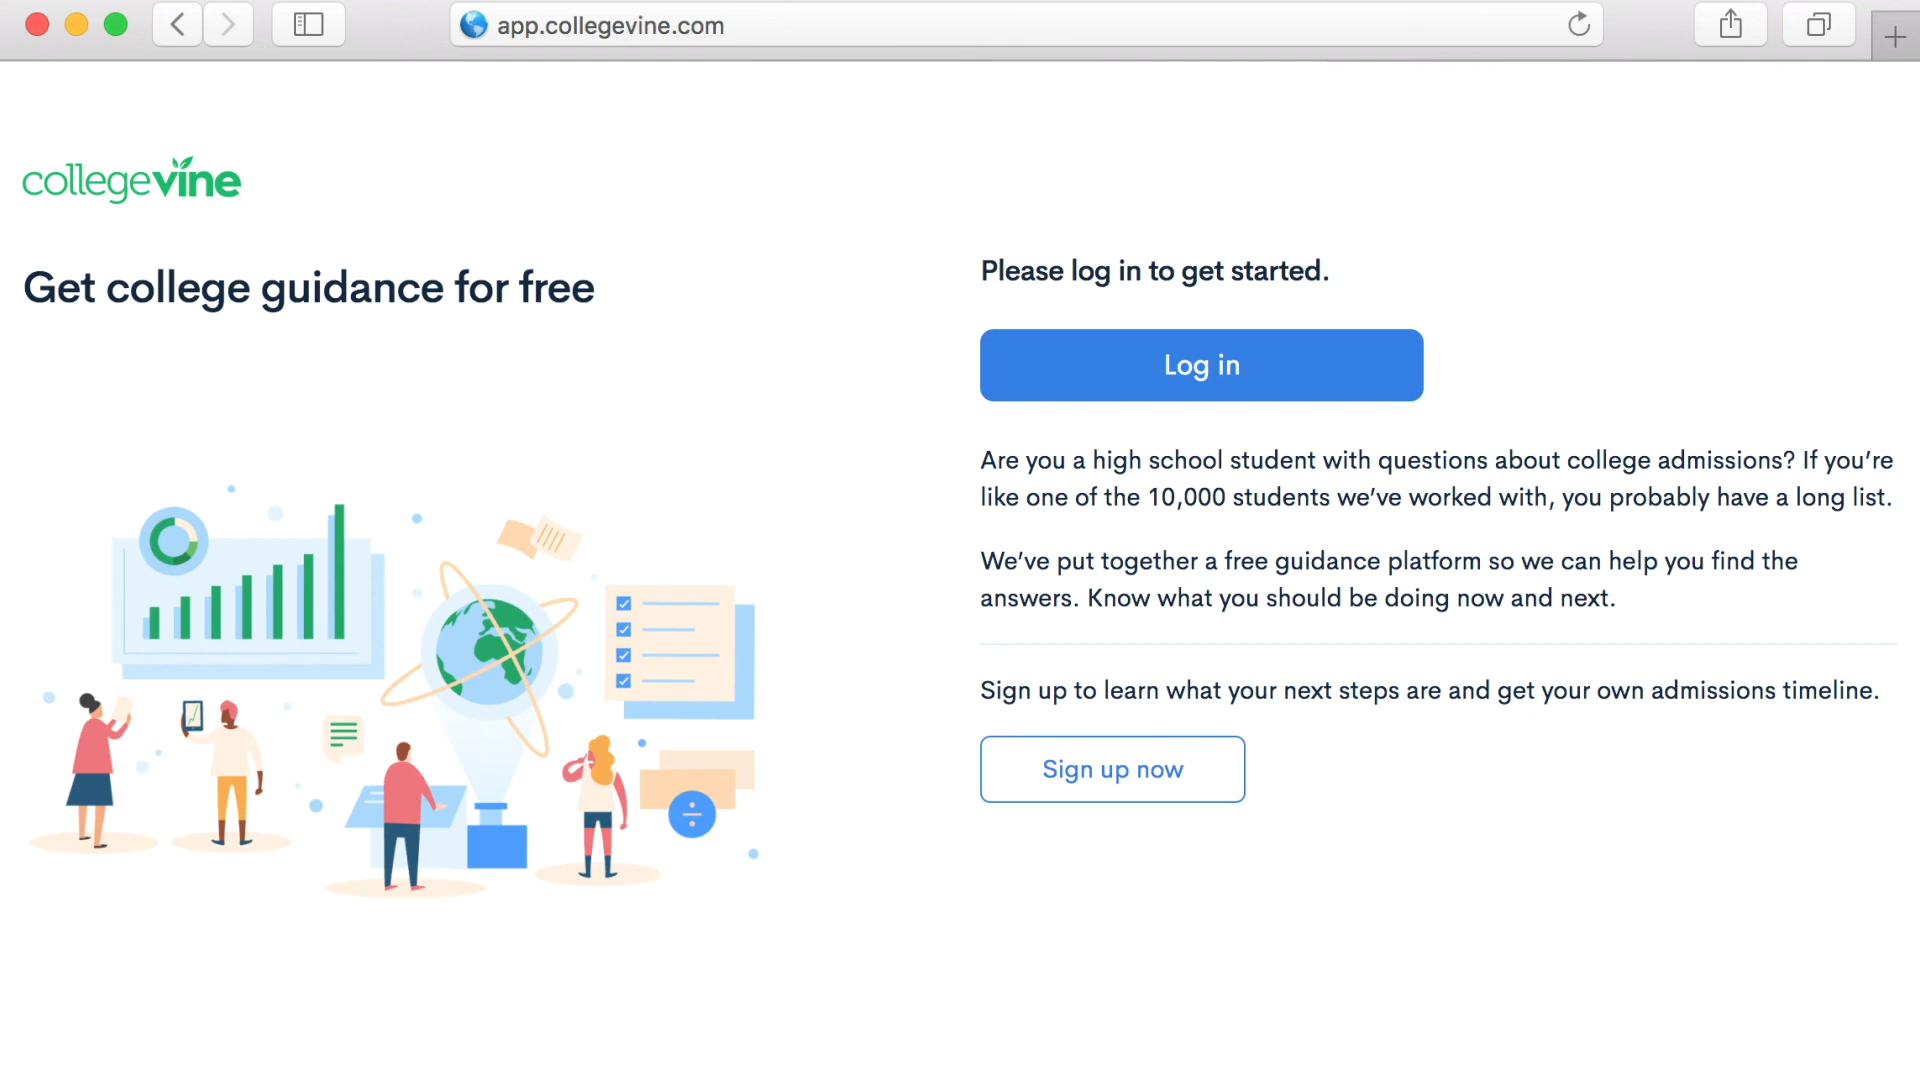 app.collegevine.com
collegevine
Get college guidance for free
Please log in to get started.
Log in
Are you a high school student with questions about college admissions? If you’re
like one of the 10,000 students we’ve worked with, you probably have a long list.
We’ve put together a free guidance platform so we can help you find the
answers. Know what you should be doing now and next.
Sign up to learn what your next steps are and get your own admissions timeline.
Sign up now